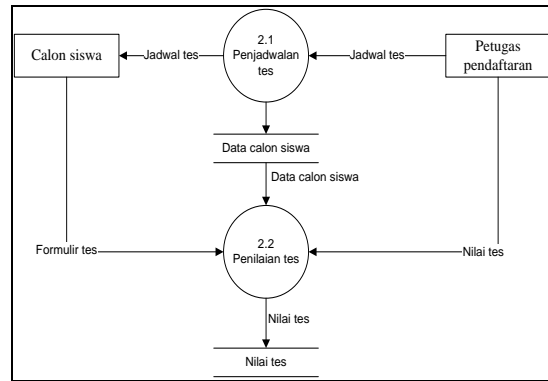 2.1
Penjadwalan
tes
Calon siswa
Jadwal tes
Jadwal tes
Petugas
pendaftaran
Data calon siswa
Data calon siswa
2.2
Penilaian tes
Formulir tes
Nilai tes
Nilai tes
Nilai tes